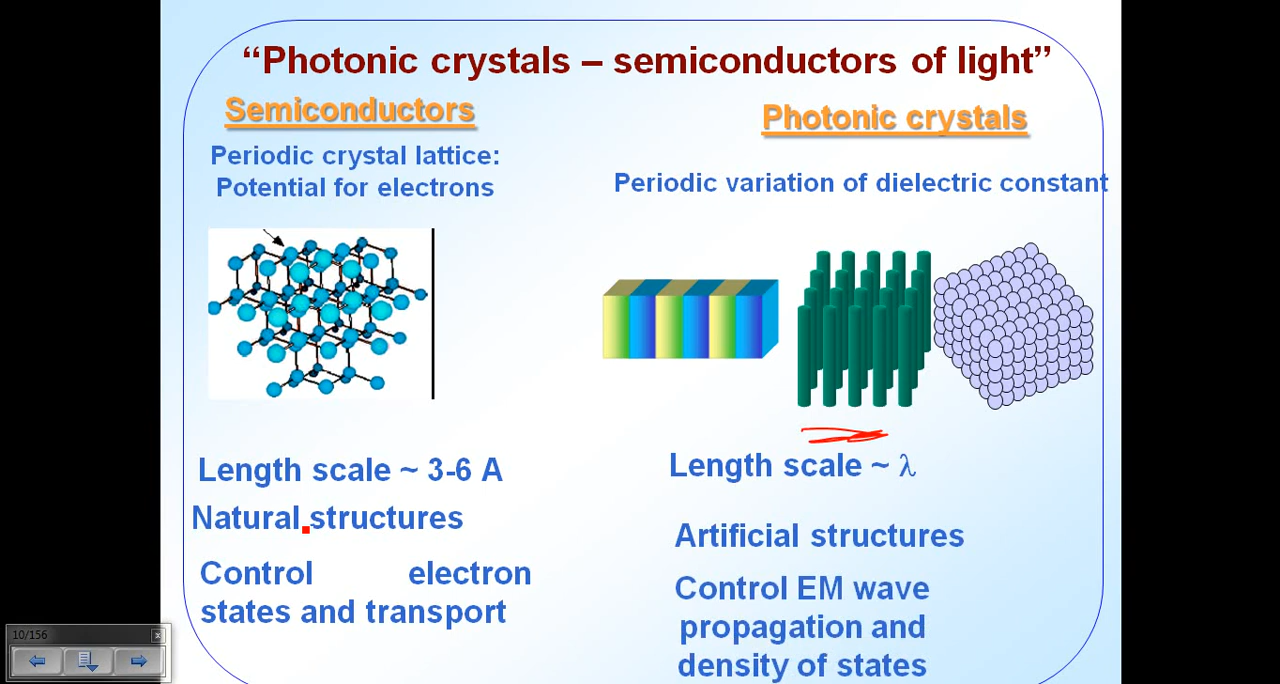 “Photonic crystals – semiconductors of light”
Semiconductors
Periodic crystal lattice:
Potential for electrons
Length scale ~ 3-6 A
Natural structures
Control electron
states and transport
Photonic crystals
Periodic variation of dielectric constant
Length scale ~ λ
Artificial structures
Control EM wave
propagation and
density of states
10/156